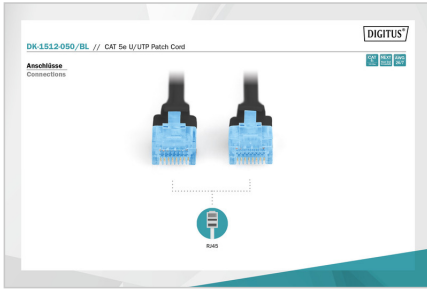 DIGITUS®
DK-1512-050/BL // CAT 5e U/UTP Patch Cord
Anschlüsse
Connections
RJ45